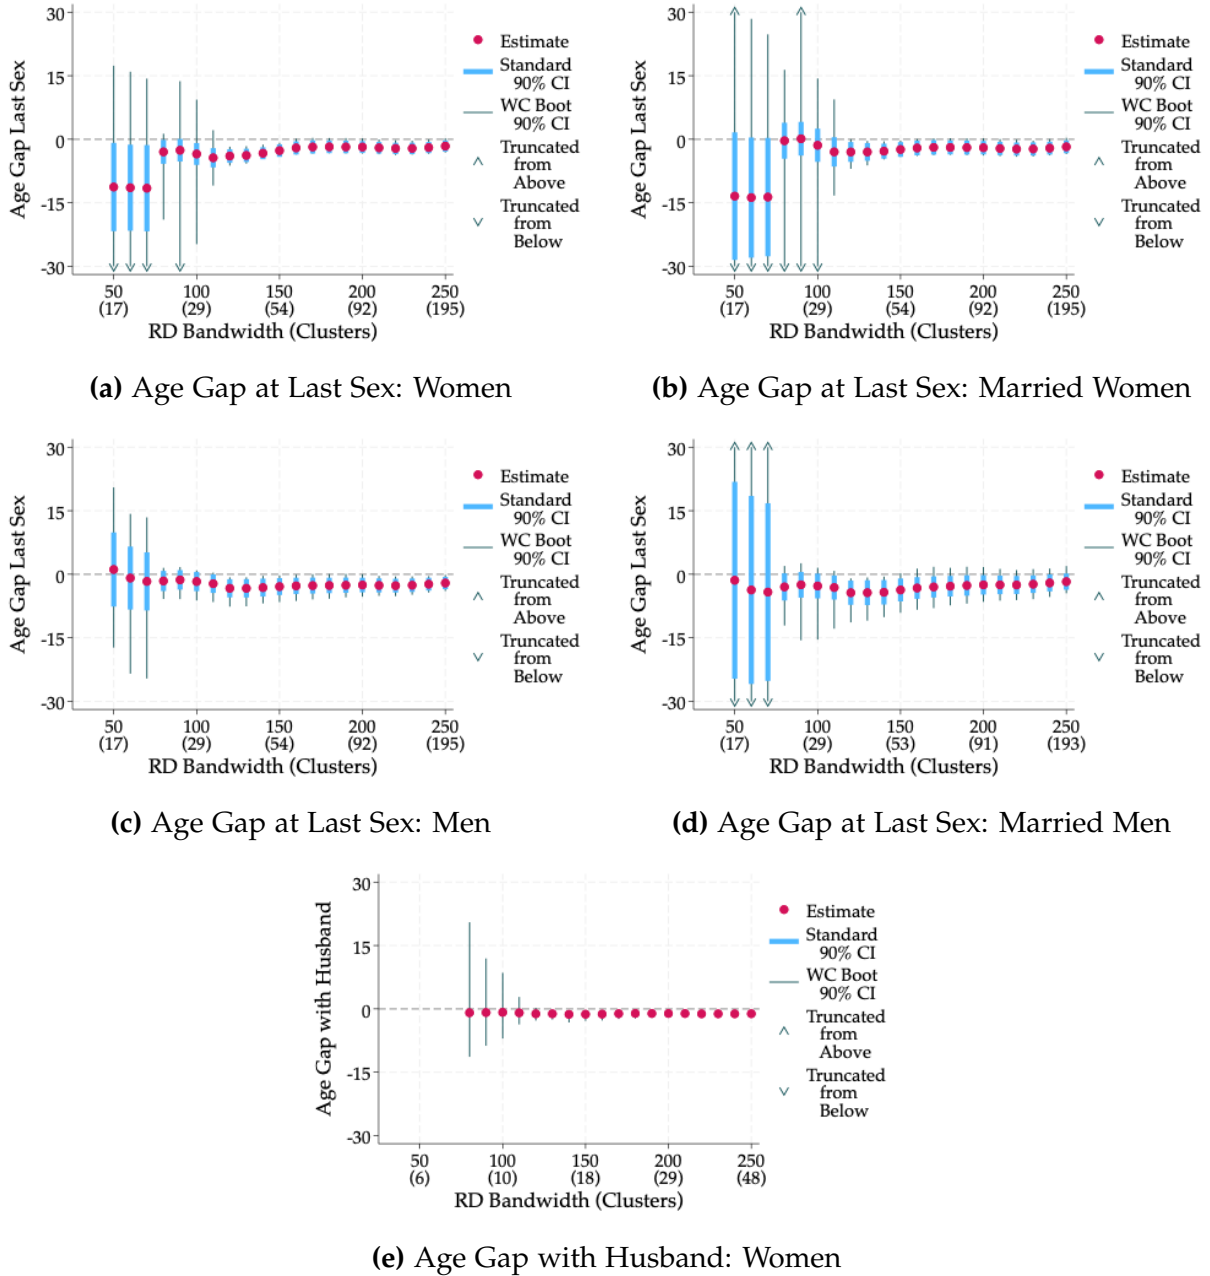 Age Gap Last Sex
30
15
0
-15
-30
50 100 150 200 250
(17) (29) (54) (92) (195)
RD Bandwidth (Clusters)
Estimate
Standard
90% CI
WC Boot
90% CI
Truncated
from
Above
Truncated
from
Below
(a) Age Gap at Last Sex: Women
Age Gap Last Sex
30
15
0
-15
-30
50 100 150 200 250
(17) (29) (54) (92) (195)
RD Bandwidth (Clusters)
Estimate
Standard
90% CI
WC Boot
90% CI
Truncated
from
Above
Truncated
from
Below
(b) Age Gap at Last Sex: Married Women
Age Gap Last Sex
30
15
0
-15
-30
50 100 150 200 250
(17) (29) (54) (92) (195)
RD Bandwidth (Clusters)
Estimate
Standard
90% CI
WC Boot
90% CI
Truncated
from
Above
Truncated
from
Below
(c) Age Gap at Last Sex: Men
Age Gap Last Sex
30
15
0
-15
-30
50 100 150 200 250
(17) (29) (53) (91) (193)
RD Bandwidth (Clusters)
Estimate
Standard
90% CI
WC Boot
90% CI
Truncated
from
Above
Truncated
from
Below
(d) Age Gap at Last Sex: Married Men
Age Gap with Husband
30
15
0
-15
-30
50 100 150 200 250
(6) (10) (18) (29) (48)
RD Bandwidth (Clusters)
Estimate
Standard
90% CI
WC Boot
90% CI
Truncated
from
Above
Truncated
from
Below
(e) Age Gap with Husband: Women